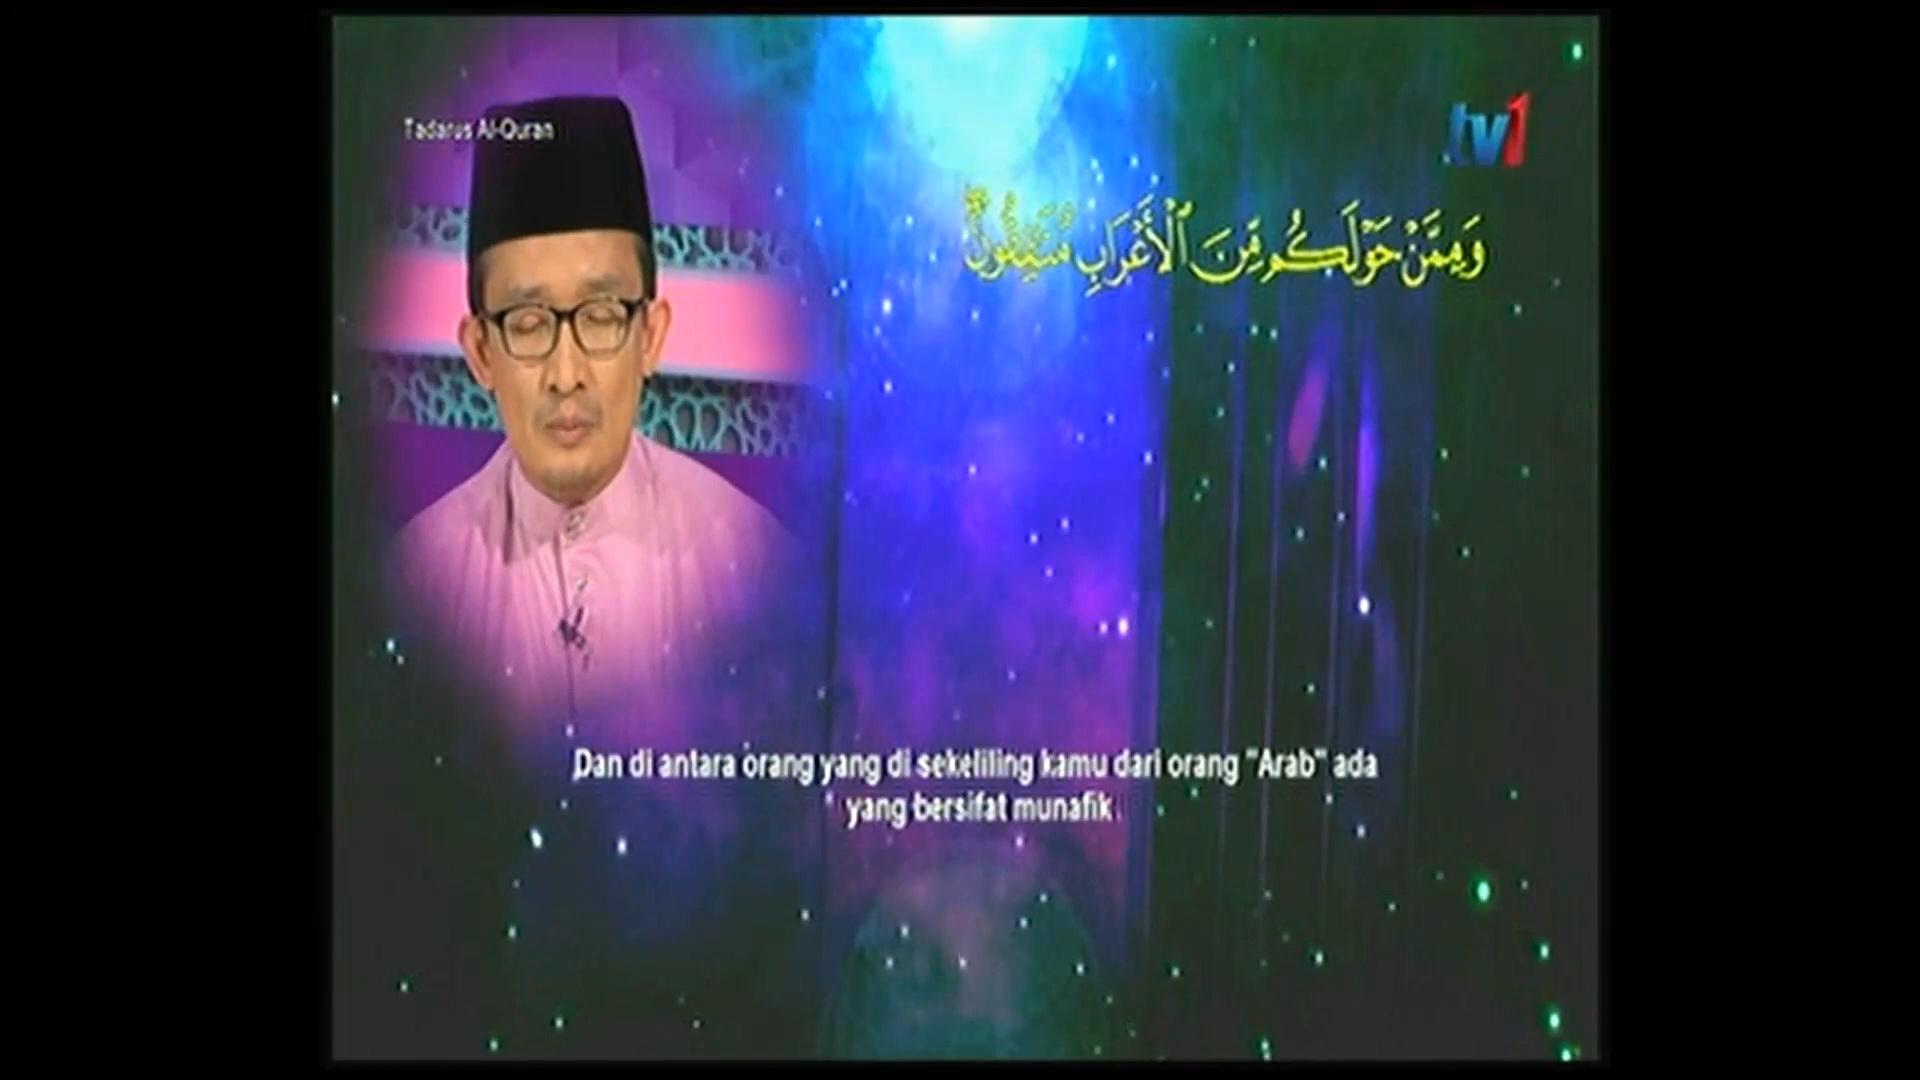 Tadarus Al-Quran
tv1
وَمِمَّنْ حَوْلَكُم مِّنَ ٱلْأَعْرَابِ مُنَٰفِقُونَۖ
Dan di antara orang yang di sekeliling kamu dari orang "Arab" ada
yang bersifat munafik.